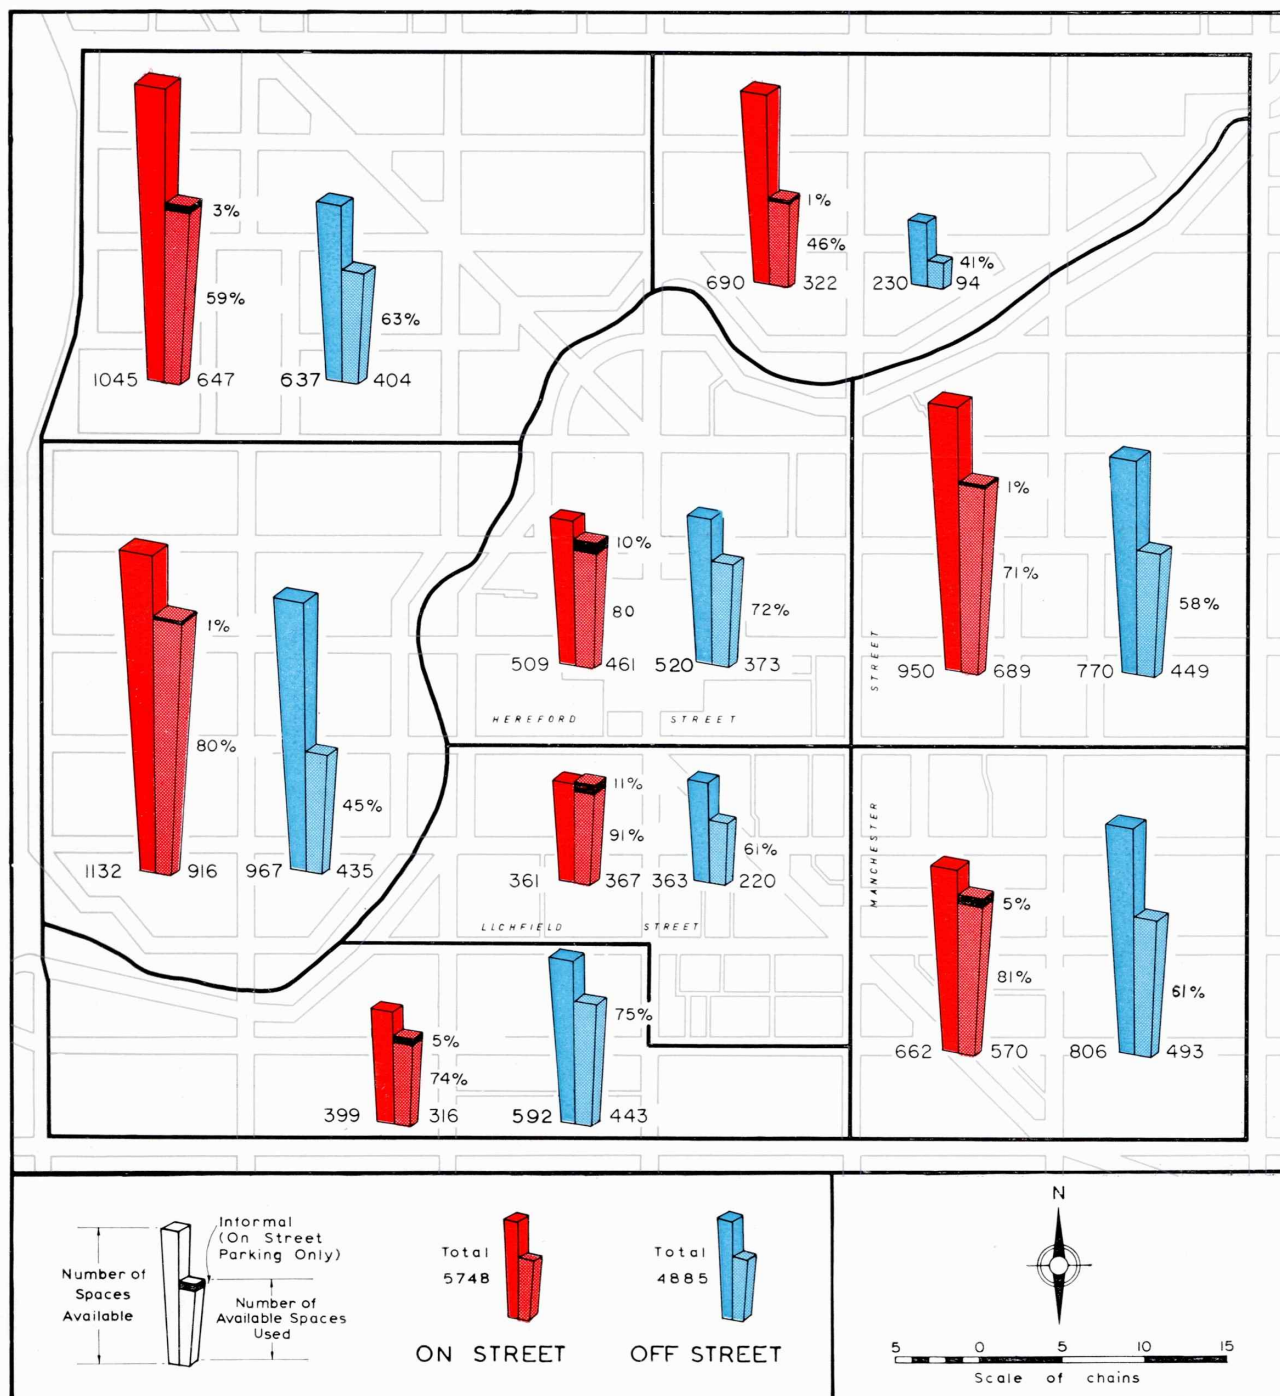 3%
59%
1045 647
63%
637 404
1%
46%
690 322
41%
230 94
1%
80%
1132 916
45%
967 435
10%
80
509 461
72%
520 373
1%
71%
950 689
58%
770 449
HEREFORD STREET
STREET
MANCHESTER
11%
91%
361 367
61%
363 220
LICHFIELD STREET
5%
81%
662 570
61%
806 493
5%
74%
399 316
75%
592 443
Informal
(On Street
Parking Only)
Number of
Spaces
Available
Number of
Available Spaces
Used
Total
5748
ON STREET
Total
4885
OFF STREET
N
5 0 5 10 15
Scale of chains